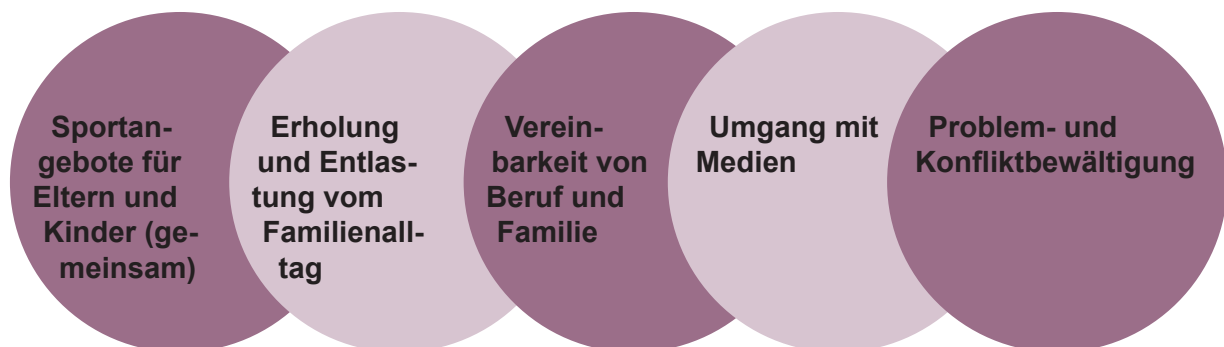 Sportan-
gebote für
Eltern und
Kinder (ge-
meinsam)
Erholung
und Entlas-
tung vom
Familienall-
tag
Verein-
barkeit von
Beruf und
Familie
Umgang mit
Medien
Problem- und
Konfliktbewältigung